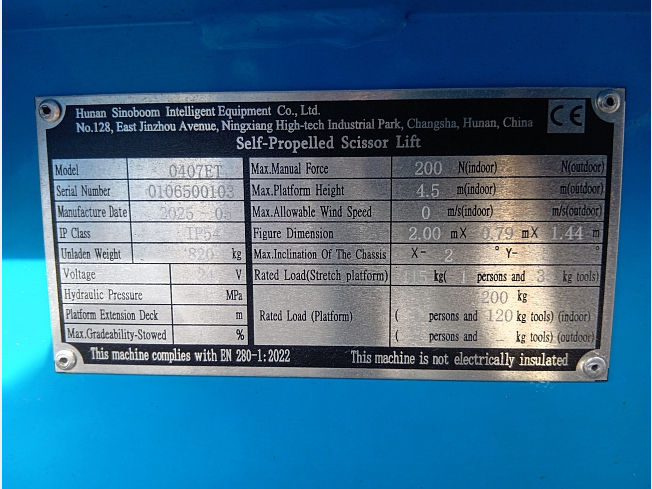 Hunan Sinoboom Intelligent Equipment Co., Ltd.
No.128, East Jinzhou Avenue, Ningxiang High-tech Industrial Park, Changsha, Hunan, China
CE
Self-Propelled Scissor Lift
Model 0407ET
Serial Number 0106500103
Manufacture Date 2025-05
IP Class IP54
Unladen Weight 820 kg
Voltage 24 V
Hydraulic Pressure MPa
Platform Extension Deck m
Max.Gradeability-Stowed %
Max.Manual Force 200 N(indoor) N(outdoor)
Max.Platform Height 4.5 m(indoor) m(outdoor)
Max.Allowable Wind Speed 0 m/s(indoor) m/s(outdoor)
Figure Dimension 2.00 mX 0.79 mX 1.44 m
Max.Inclination Of The Chassis X- 2 ° Y- °
Rated Load(Stretch platform) kg( 1 persons and kg tools)
Rated Load (Platform) 200 kg
( persons and 120 kg tools) (indoor)
( persons and kg tools) (outdoor)
This machine complies with EN 280-1:2022
This machine is not electrically insulated